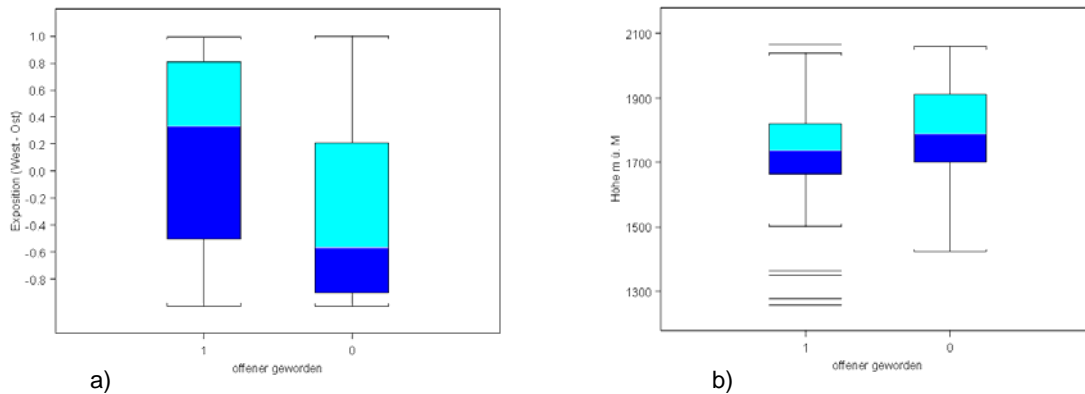 Exposition (West - Ost)
1.0
0.8
0.6
0.4
0.2
0.0
-0.2
-0.4
-0.6
-0.8
1 0
offener geworden
a)
Höhe m ü. M
2100
1900
1700
1500
1300
1 0
offener geworden
b)